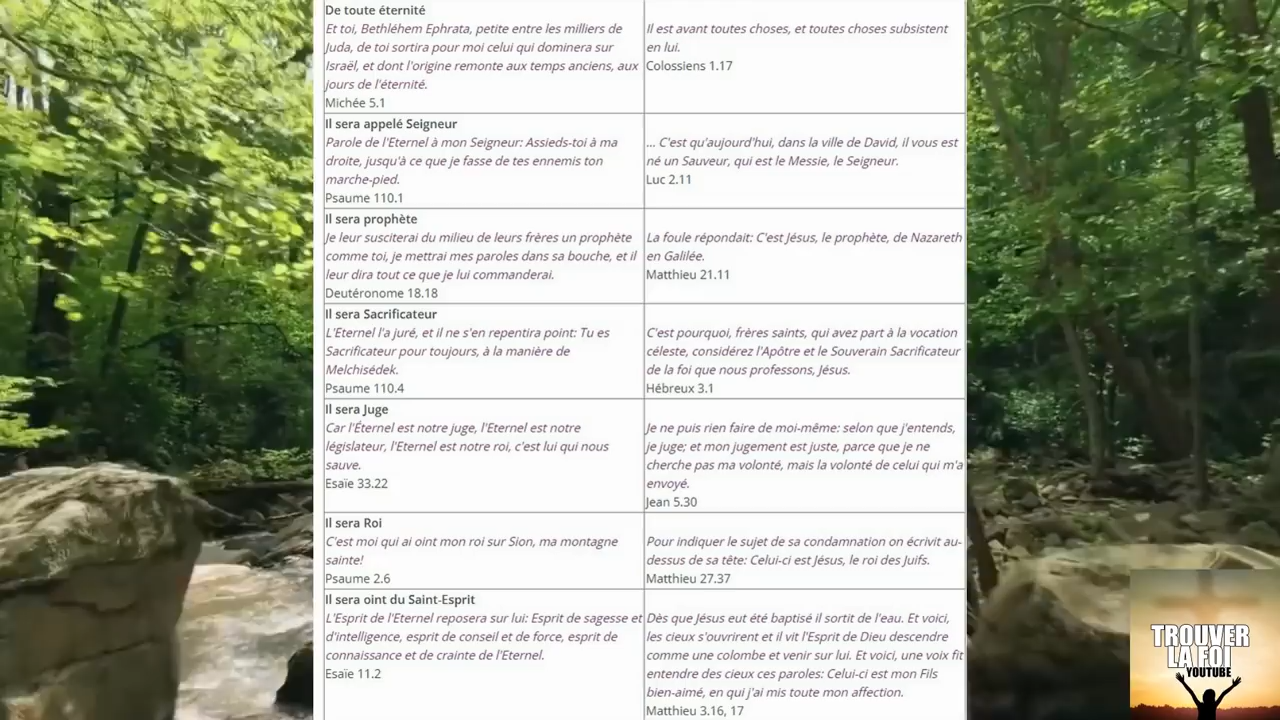 De toute éternité
Et toi, Bethléhem Ephrata, petite entre les milliers de
Juda, de toi sortira pour moi celui qui dominera sur
Israël, et dont l'origine remonte aux temps anciens, aux
jours de l'éternité.
Michée 5.1
Il est avant toutes choses, et toutes choses subsistent
en lui.
Colossiens 1.17
Il sera appelé Seigneur
Parole de l'Eternel à mon Seigneur: Assieds-toi à ma
droite, jusqu'à ce que je fasse de tes ennemis ton
marche-pied.
Psaume 110.1
... C'est qu'aujourd'hui, dans la ville de David, il vous est
né un Sauveur, qui est le Messie, le Seigneur.
Luc 2.11
Il sera prophète
Je leur susciterai du milieu de leurs frères un prophète
comme toi, je mettrai mes paroles dans sa bouche, et il
leur dira tout ce que je lui commanderai.
Deutéronome 18.18
La foule répondait: C'est Jésus, le prophète, de Nazareth
en Galilée.
Matthieu 21.11
Il sera Sacrificateur
L'Eternel l'a juré, et il ne s'en repentira point: Tu es
Sacrificateur pour toujours, à la manière de
Melchisédek.
Psaume 110.4
C'est pourquoi, frères saints, qui avez part à la vocation
céleste, considérez l'Apôtre et le Souverain Sacrificateur
de la foi que nous professons, Jésus.
Hébreux 3.1
Il sera Juge
Car l'Éternel est notre juge, l'Eternel est notre
législateur, l'Eternel est notre roi, c'est lui qui nous
sauve.
Esaïe 33.22
Je ne puis rien faire de moi-même: selon que j'entends,
je juge; et mon jugement est juste, parce que je ne
cherche pas ma volonté, mais la volonté de celui qui m'a
envoyé.
Jean 5.30
Il sera Roi
C'est moi qui ai oint mon roi sur Sion, ma montagne
sainte!
Psaume 2.6
Pour indiquer le sujet de sa condamnation on écrivit au-
dessus de sa tête: Celui-ci est Jésus, le roi des Juifs.
Matthieu 27.37
Il sera oint du Saint-Esprit
L'Esprit de l'Eternel reposera sur lui: Esprit de sagesse et
d'intelligence, esprit de conseil et de force, esprit de
connaissance et de crainte de l'Eternel.
Esaïe 11.2
Dès que Jésus eut été baptisé il sortit de l'eau. Et voici,
les cieux s'ouvrirent et il vit l'Esprit de Dieu descendre
comme une colombe et venir sur lui. Et voici, une voix fit
entendre des cieux ces paroles: Celui-ci est mon Fils
bien-aimé, en qui j'ai mis toute mon affection.
Matthieu 3.16, 17
TROUVER
LA FOI
YOUTUBE